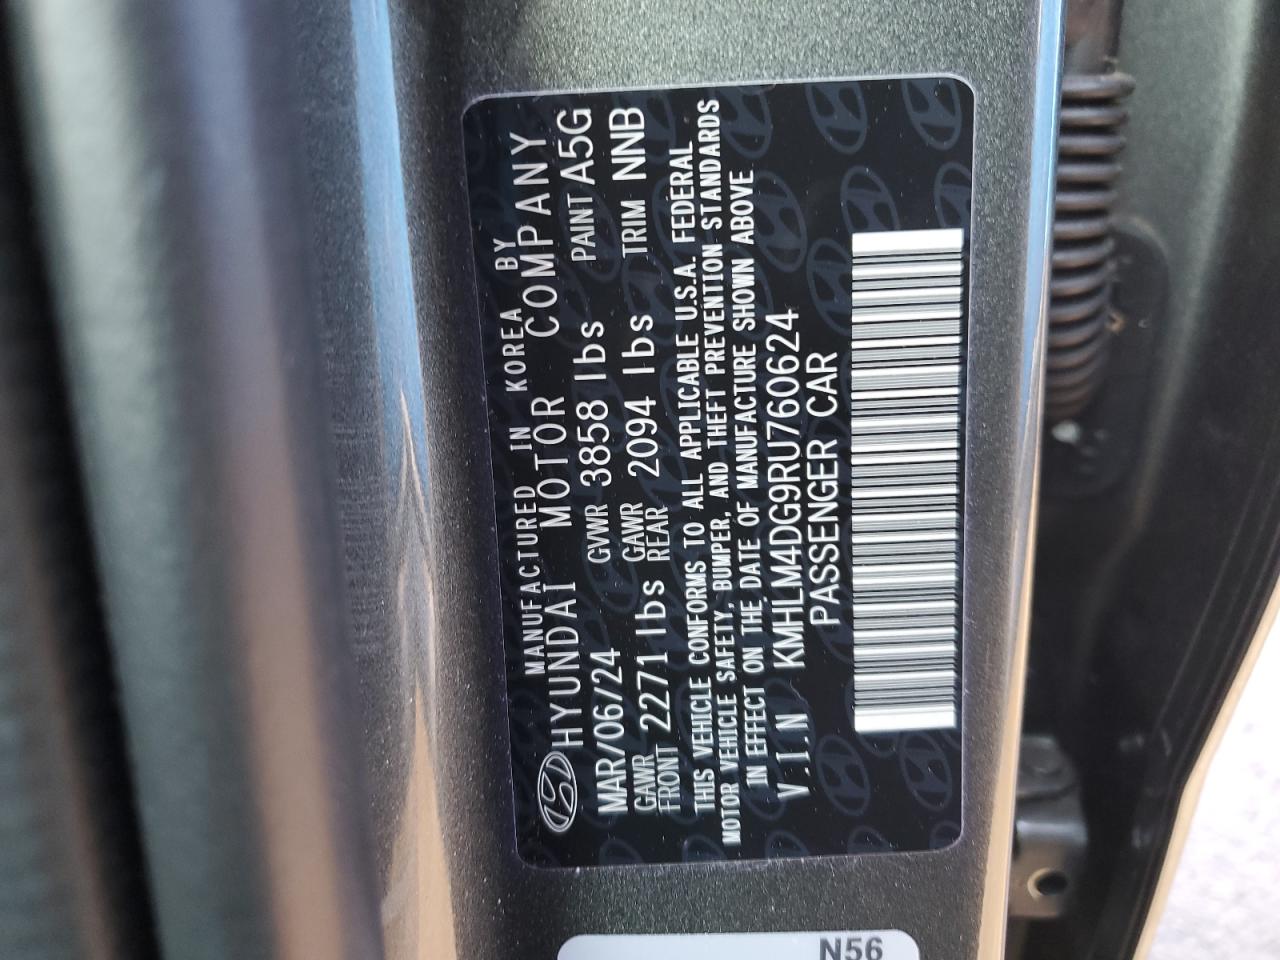 MANUFACTURED IN KOREA BY
HYUNDAI MOTOR COMPANY
MAR/06/24 GVWR 3858 lbs PAINT A5G
GAWR FRONT 2271 lbs GAWR REAR 2094 lbs TRIM NNB
THIS VEHICLE CONFORMS TO ALL APPLICABLE U.S.A. FEDERAL
MOTOR VEHICLE SAFETY, BUMPER, AND THEFT PREVENTION STANDARDS
IN EFFECT ON THE DATE OF MANUFACTURE SHOWN ABOVE
V.I.N KMHLM4DG9RU760624
PASSENGER CAR
N56